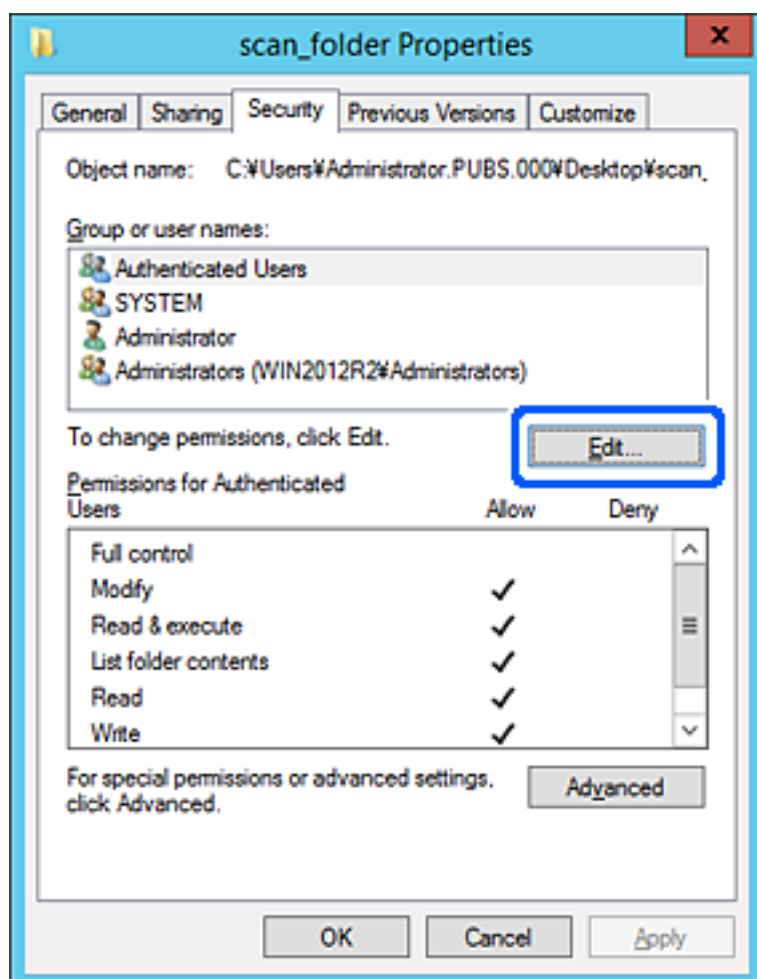 scan_folder Properties
x
General Sharing Security Previous Versions Customize
Object name: C:¥Users¥Administrator.PUBS.000¥Desktop¥scan_
Group or user names:
Authenticated Users
SYSTEM
Administrator
Administrators (WIN2012R2¥Administrators)
To change permissions, click Edit.
Edit...
Permissions for Authenticated
Users Allow Deny
Full control
Modify
Read & execute
List folder contents
Read
Write
For special permissions or advanced settings,
click Advanced.
Advanced
OK Cancel Apply